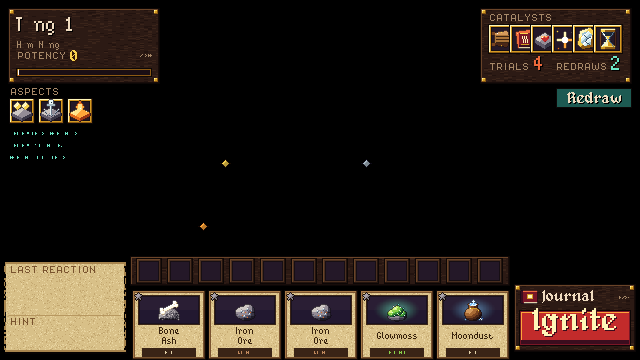 1
POTENCY 0
ASPECTS
CATALYSTS
TRIALS 4 REDRAWS 2
Redraw
LAST REACTION
HINT
Bone
Ash
Iron
Ore
Iron
Ore
Glowmoss
Moondust
Journal
Ignite